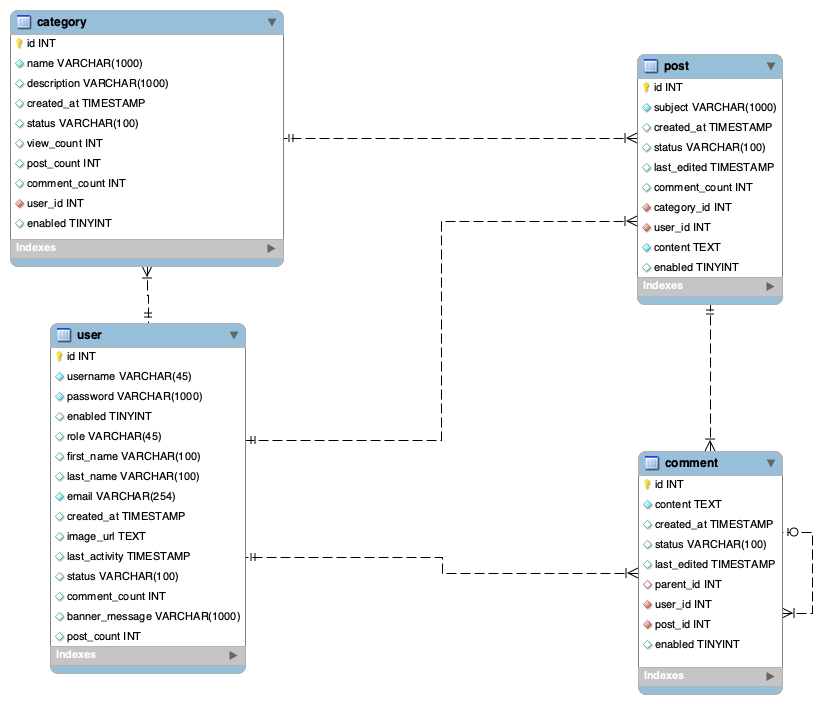 category
id INT
name VARCHAR(1000)
description VARCHAR(1000)
created_at TIMESTAMP
status VARCHAR(100)
view_count INT
post_count INT
comment_count INT
user_id INT
enabled TINYINT
Indexes
post
id INT
subject VARCHAR(1000)
created_at TIMESTAMP
status VARCHAR(100)
last_edited TIMESTAMP
comment_count INT
category_id INT
user_id INT
content TEXT
enabled TINYINT
Indexes
user
id INT
username VARCHAR(45)
password VARCHAR(1000)
enabled TINYINT
role VARCHAR(45)
first_name VARCHAR(100)
last_name VARCHAR(100)
email VARCHAR(254)
created_at TIMESTAMP
image_url TEXT
last_activity TIMESTAMP
status VARCHAR(100)
comment_count INT
banner_message VARCHAR(1000)
post_count INT
Indexes
comment
id INT
content TEXT
created_at TIMESTAMP
status VARCHAR(100)
last_edited TIMESTAMP
parent_id INT
user_id INT
post_id INT
enabled TINYINT
Indexes